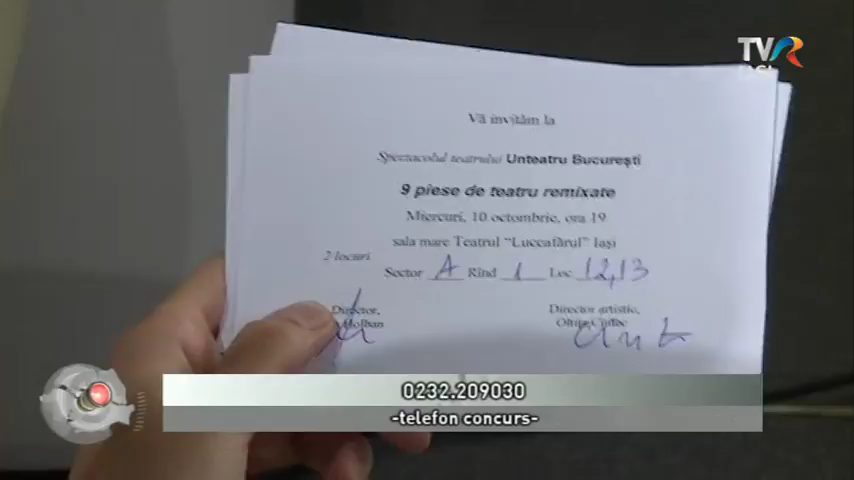 TVR
IAȘI
Vă invităm la
Spectacolul teatrului Unteatru București
9 piese de teatru remixate
Miercuri, 10 octombrie, ora 19
sala mare Teatrul "Luceafărul" Iași
2 locuri
Sector A Rînd 1 Loc 12,13
Director,
Director artistic,
Oltița
0232.209030
-telefon concurs-